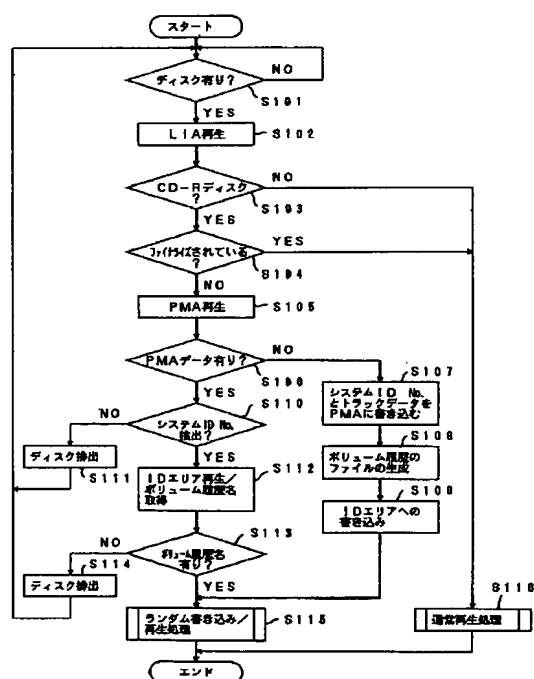 スタート
ディスク有り?
NO
S101
YES
LIA再生
S102
CD-Rディスク
?
NO
S103
YES
ファイナライズされている
?
YES
S104
NO
PMA再生
S105
PMAデータ有り?
NO
S106
YES
S107
システムID No.
とトラックデータを
PMAに書き込む
S110
システムID No.
検出?
NO
YES
S108
ボリューム履歴の
ファイルの生成
ディスク排出
S111
S112
IDエリア再生/
ボリューム履歴名
取得
S109
IDエリアへの
書き込み
S113
ボリューム履歴名
有り?
NO
S114
YES
ディスク排出
ランダム書き込み/
再生処理
S115
S116
通常再生処理
エンド